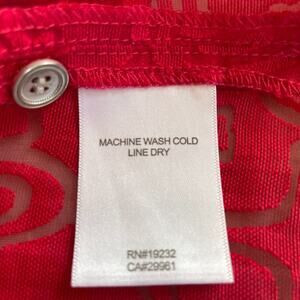 MACHINE WASH COLD
LINE DRY
RN#19232
CA#29961